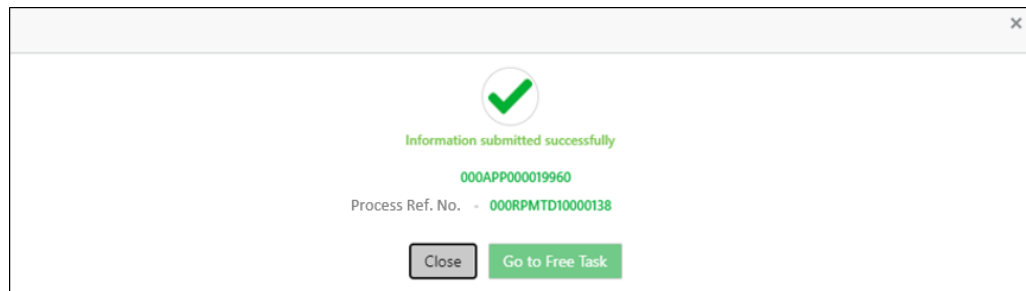 ×
Information submitted successfully
000APP000019960
Process Ref. No. - 000RPMTD10000138
Close Go to Free Task